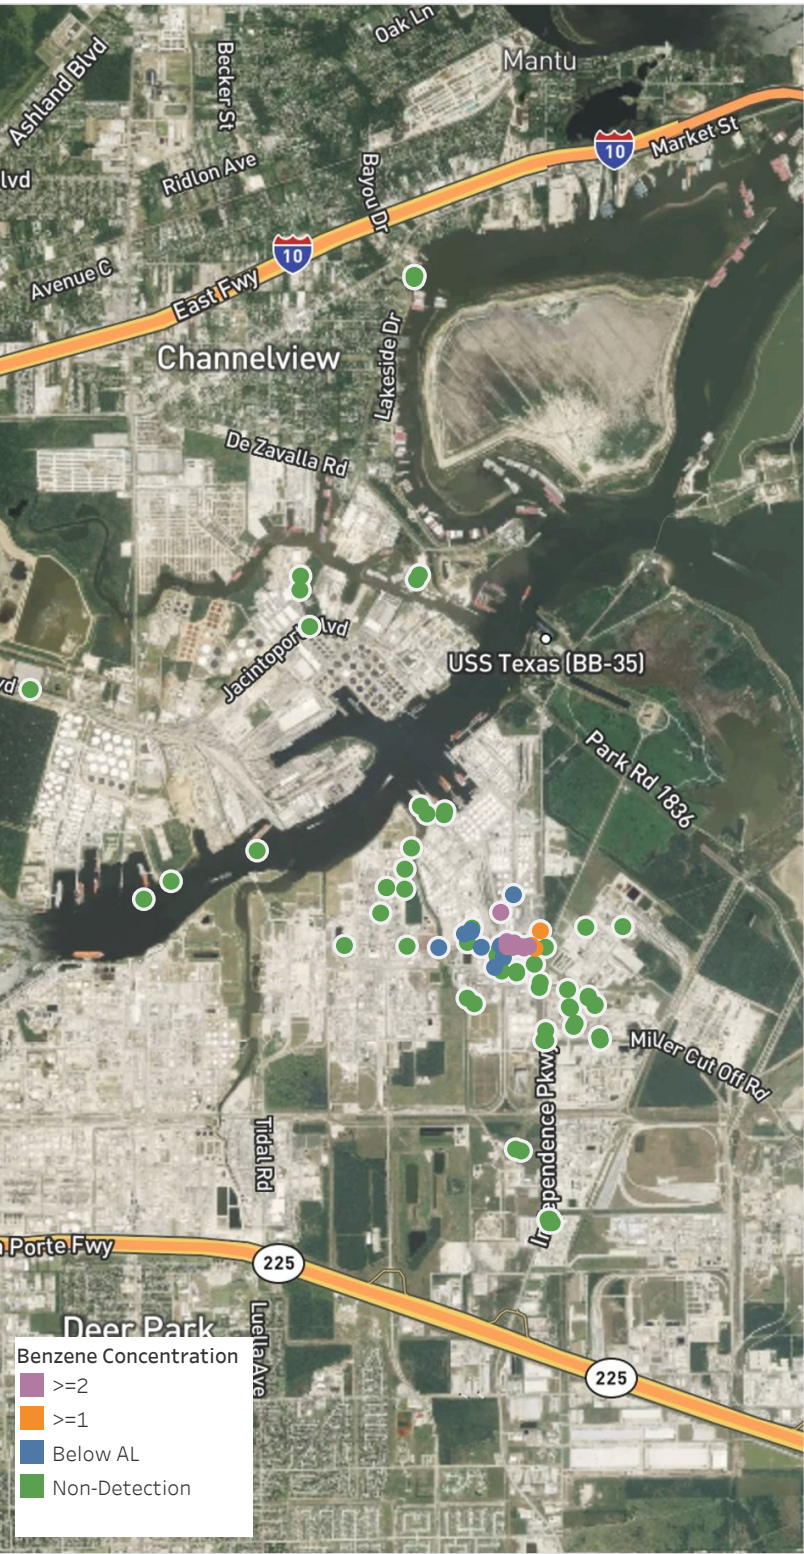 Oak Ln
Mantu
Ashland Blvd
Becker St
Market St
10
lvd
Ridlon Ave
Bayou Dr
10
Avenue C
East Fwy
Channelview
Lakeside Dr
De Zavalla Rd
Jacintoport Blvd
USS Texas (BB-35)
vd
Park Rd 1836
Miller Cut Off Rd
Independence Pkwy
Tidal Rd
Porte Fwy
225
Deer Park
Luella Ave
225
Benzene Concentration
>=2
>=1
Below AL
Non-Detection